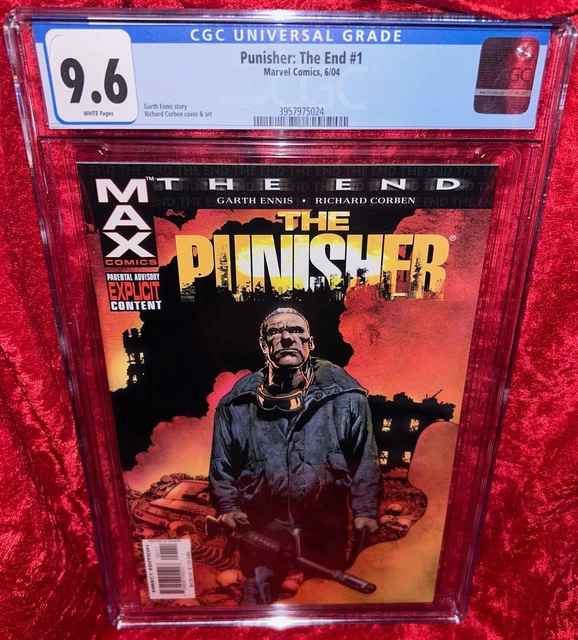 CGC UNIVERSAL GRADE
9.6
WHITE Pages
Punisher: The End #1
Marvel Comics, 6/04
Garth Ennis story
Richard Corben cover & art
3957975024
CGC
MAX
COMICS
THE END
GARTH ENNIS • RICHARD CORBEN
THE
PUNISHER®
PARENTAL ADVISORY
EXPLICIT
CONTENT
DIRECT EDITION